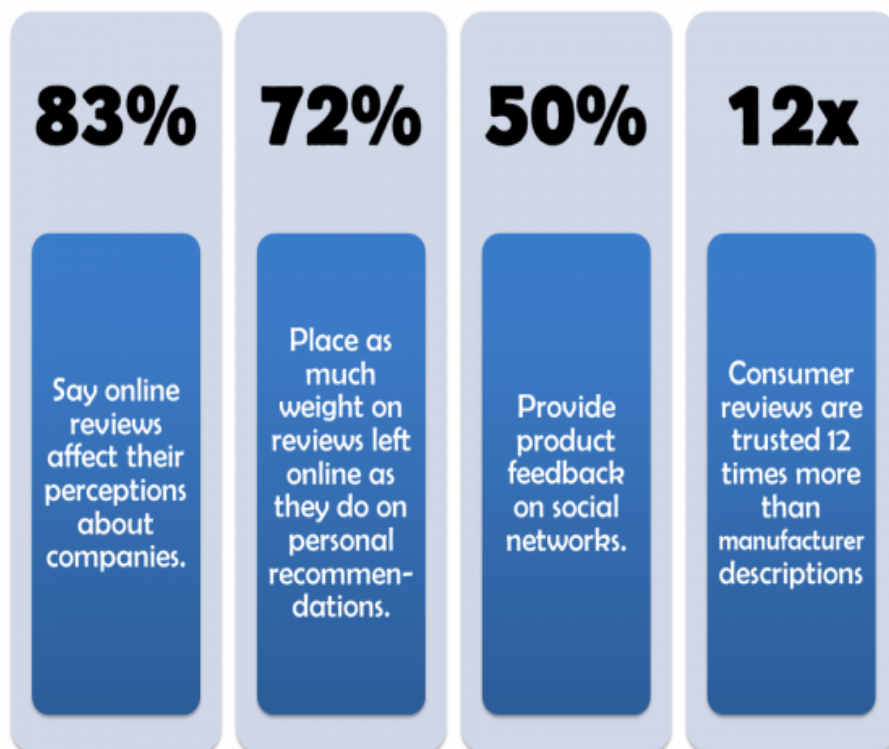 83%
Say online
reviews
affect their
perceptions
about
companies.
72%
Place as
much
weight on
reviews left
online as
they do on
personal
recommen-
dations.
50%
Provide
product
feedback
on social
networks.
12x
Consumer
reviews are
trusted 12
times more
than
manufacturer
descriptions